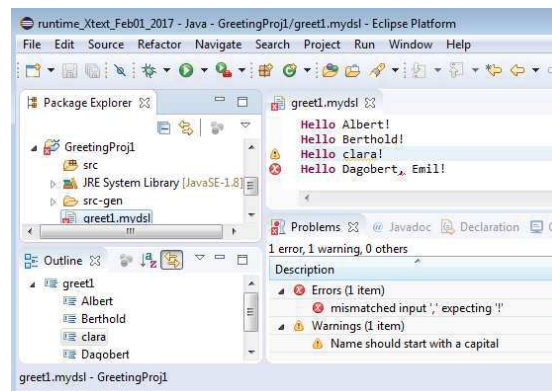 runtime_Xtext_Feb01_2017 - Java - GreetingProj1/greet1.mydsl - Eclipse Platform
File Edit Source Refactor Navigate Search Project Run Window Help
Package Explorer
GreetingProj1
src
JRE System Library [JavaSE-1.8]
src-gen
greet1.mydsl
greet1.mydsl
Hello Albert!
Hello Berthold!
Hello clara!
Hello Dagobert, Emil!
Outline
greet1
Albert
Berthold
clara
Dagobert
Problems @ Javadoc Declaration
1 error, 1 warning, 0 others
Description
Errors (1 item)
mismatched input ',' expecting '!'
Warnings (1 item)
Name should start with a capital
greet1.mydsl - GreetingProj1